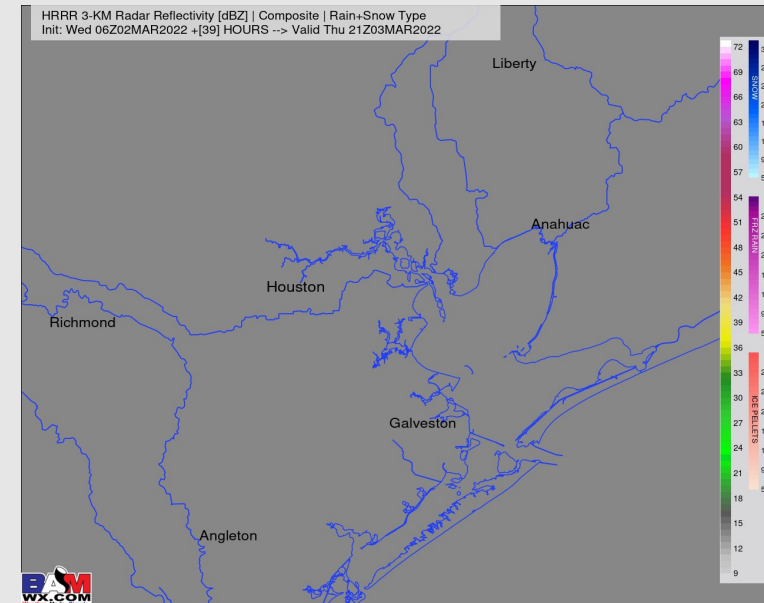 HRRR 3-KM Radar Reflectivity [dBZ] | Composite | Rain+Snow Type
Init: Wed 06Z02MAR2022 +[39] HOURS --> Valid Thu 21Z03MAR2022
Liberty
Anahuac
Houston
Richmond
Galveston
Angleton
BAM
WX.COM
72
69
66
63
60
57
54
51
48
45
42
39
36
33
30
27
24
21
18
15
12
9
SNOW
FRZ RAIN
ICE PELLETS